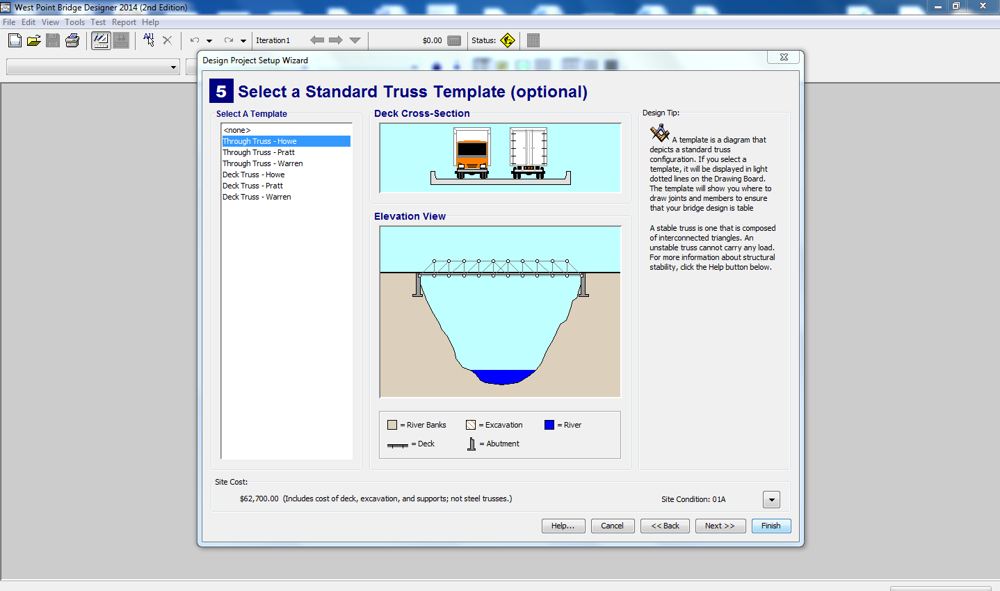 West Point Bridge Designer 2014 (2nd Edition)
File Edit View Tools Test Report Help
ALL
Iteration1
$0.00
Status:
Design Project Setup Wizard
5 Select a Standard Truss Template (optional)
Select A Template
<none>
Through Truss - Howe
Through Truss - Pratt
Through Truss - Warren
Deck Truss - Howe
Deck Truss - Pratt
Deck Truss - Warren
Deck Cross-Section
Elevation View
= River Banks
= Excavation
= River
= Deck
= Abutment
Design Tip:
A template is a diagram that
depicts a standard truss
configuration. If you select a
template, it will be displayed in light
dotted lines on the Drawing Board.
The template will show you where to
draw joints and members to ensure
that your bridge design is table
A stable truss is one that is composed
of interconnected triangles. An
unstable truss cannot carry any load.
For more information about structural
stability, click the Help button below.
Site Cost:
$62,700.00 (Includes cost of deck, excavation, and supports; not steel trusses.)
Site Condition: 01A
Help...
Cancel
<< Back
Next >>
Finish